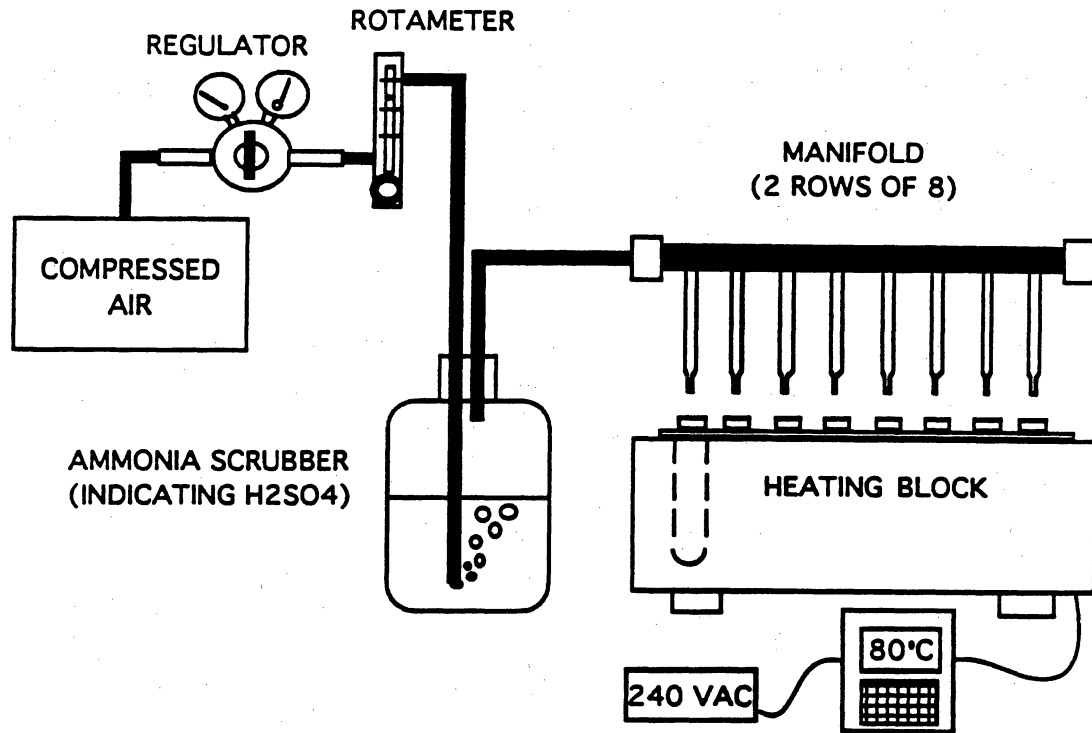 ROTAMETER
REGULATOR
MANIFOLD
(2 ROWS OF 8)
COMPRESSED
AIR
AMMONIA SCRUBBER
(INDICATING H2SO4)
HEATING BLOCK
80°C
240 VAC